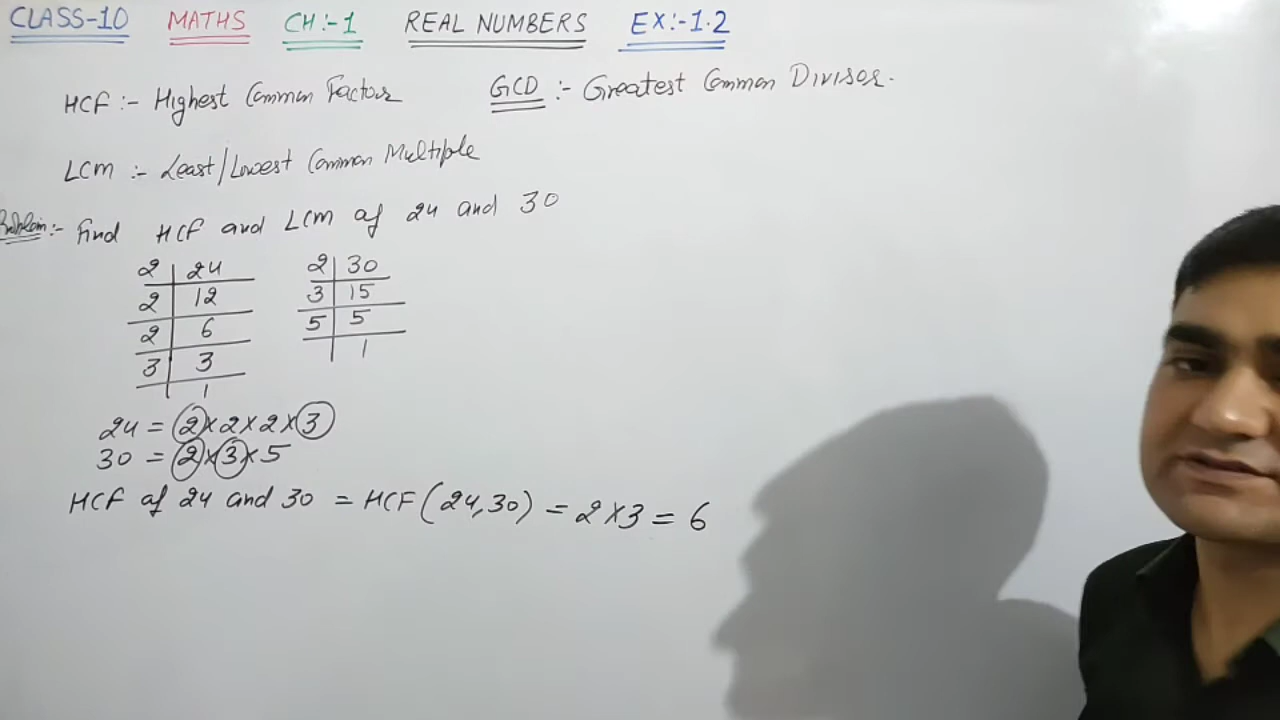 CLASS-10 MATHS CH:-1 REAL NUMBERS EX:-1.2
HCF :- Highest Common Factor GCD :- Greatest Common Divisor.
LCM :- Least/Lowest Common Multiple
Problem:- Find HCF and LCM of 24 and 30
2 | 24 2 | 30
2 | 12 3 | 15
2 | 6 5 | 5
3 | 3 | 1
| 1
24 = 2×2×2×3
30 = 2×3×5
HCF of 24 and 30 = HCF(24,30) = 2×3 = 6